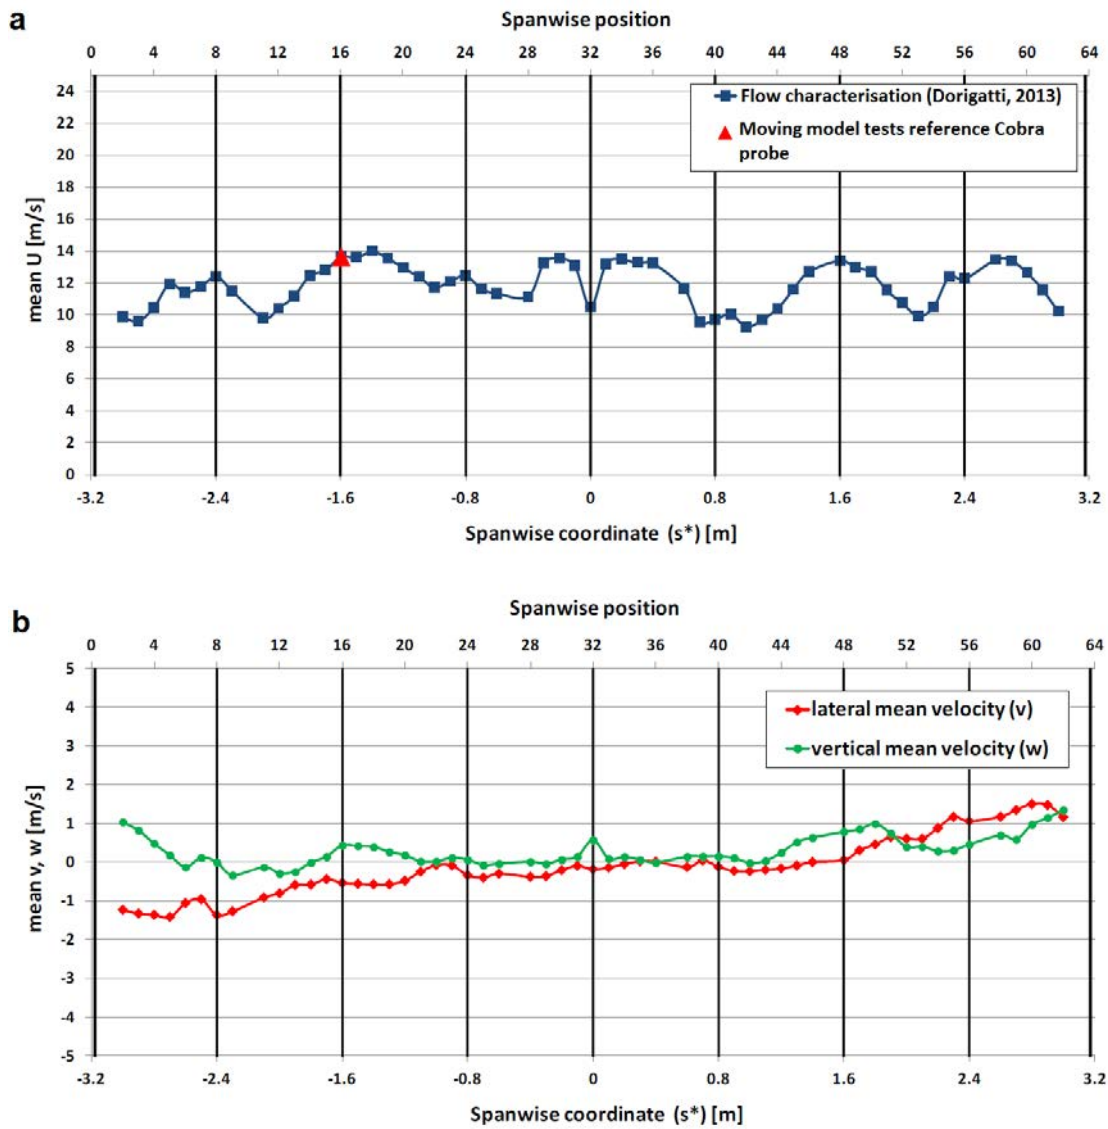 a
Spanwise position
0 4 8 12 16 20 24 28 32 36 40 44 48 52 56 60 64
24
22
20
18
16
14
12
10
8
6
4
2
0
mean U [m/s]
Flow characterisation (Dorigatti, 2013)
Moving model tests reference Cobra
probe
-3.2 -2.4 -1.6 -0.8 0 0.8 1.6 2.4 3.2
Spanwise coordinate (s*) [m]
b
Spanwise position
0 4 8 12 16 20 24 28 32 36 40 44 48 52 56 60 64
5
4
3
2
1
0
-1
-2
-3
-4
-5
mean v, w [m/s]
lateral mean velocity (v)
vertical mean velocity (w)
-3.2 -2.4 -1.6 -0.8 0 0.8 1.6 2.4 3.2
Spanwise coordinate (s*) [m]